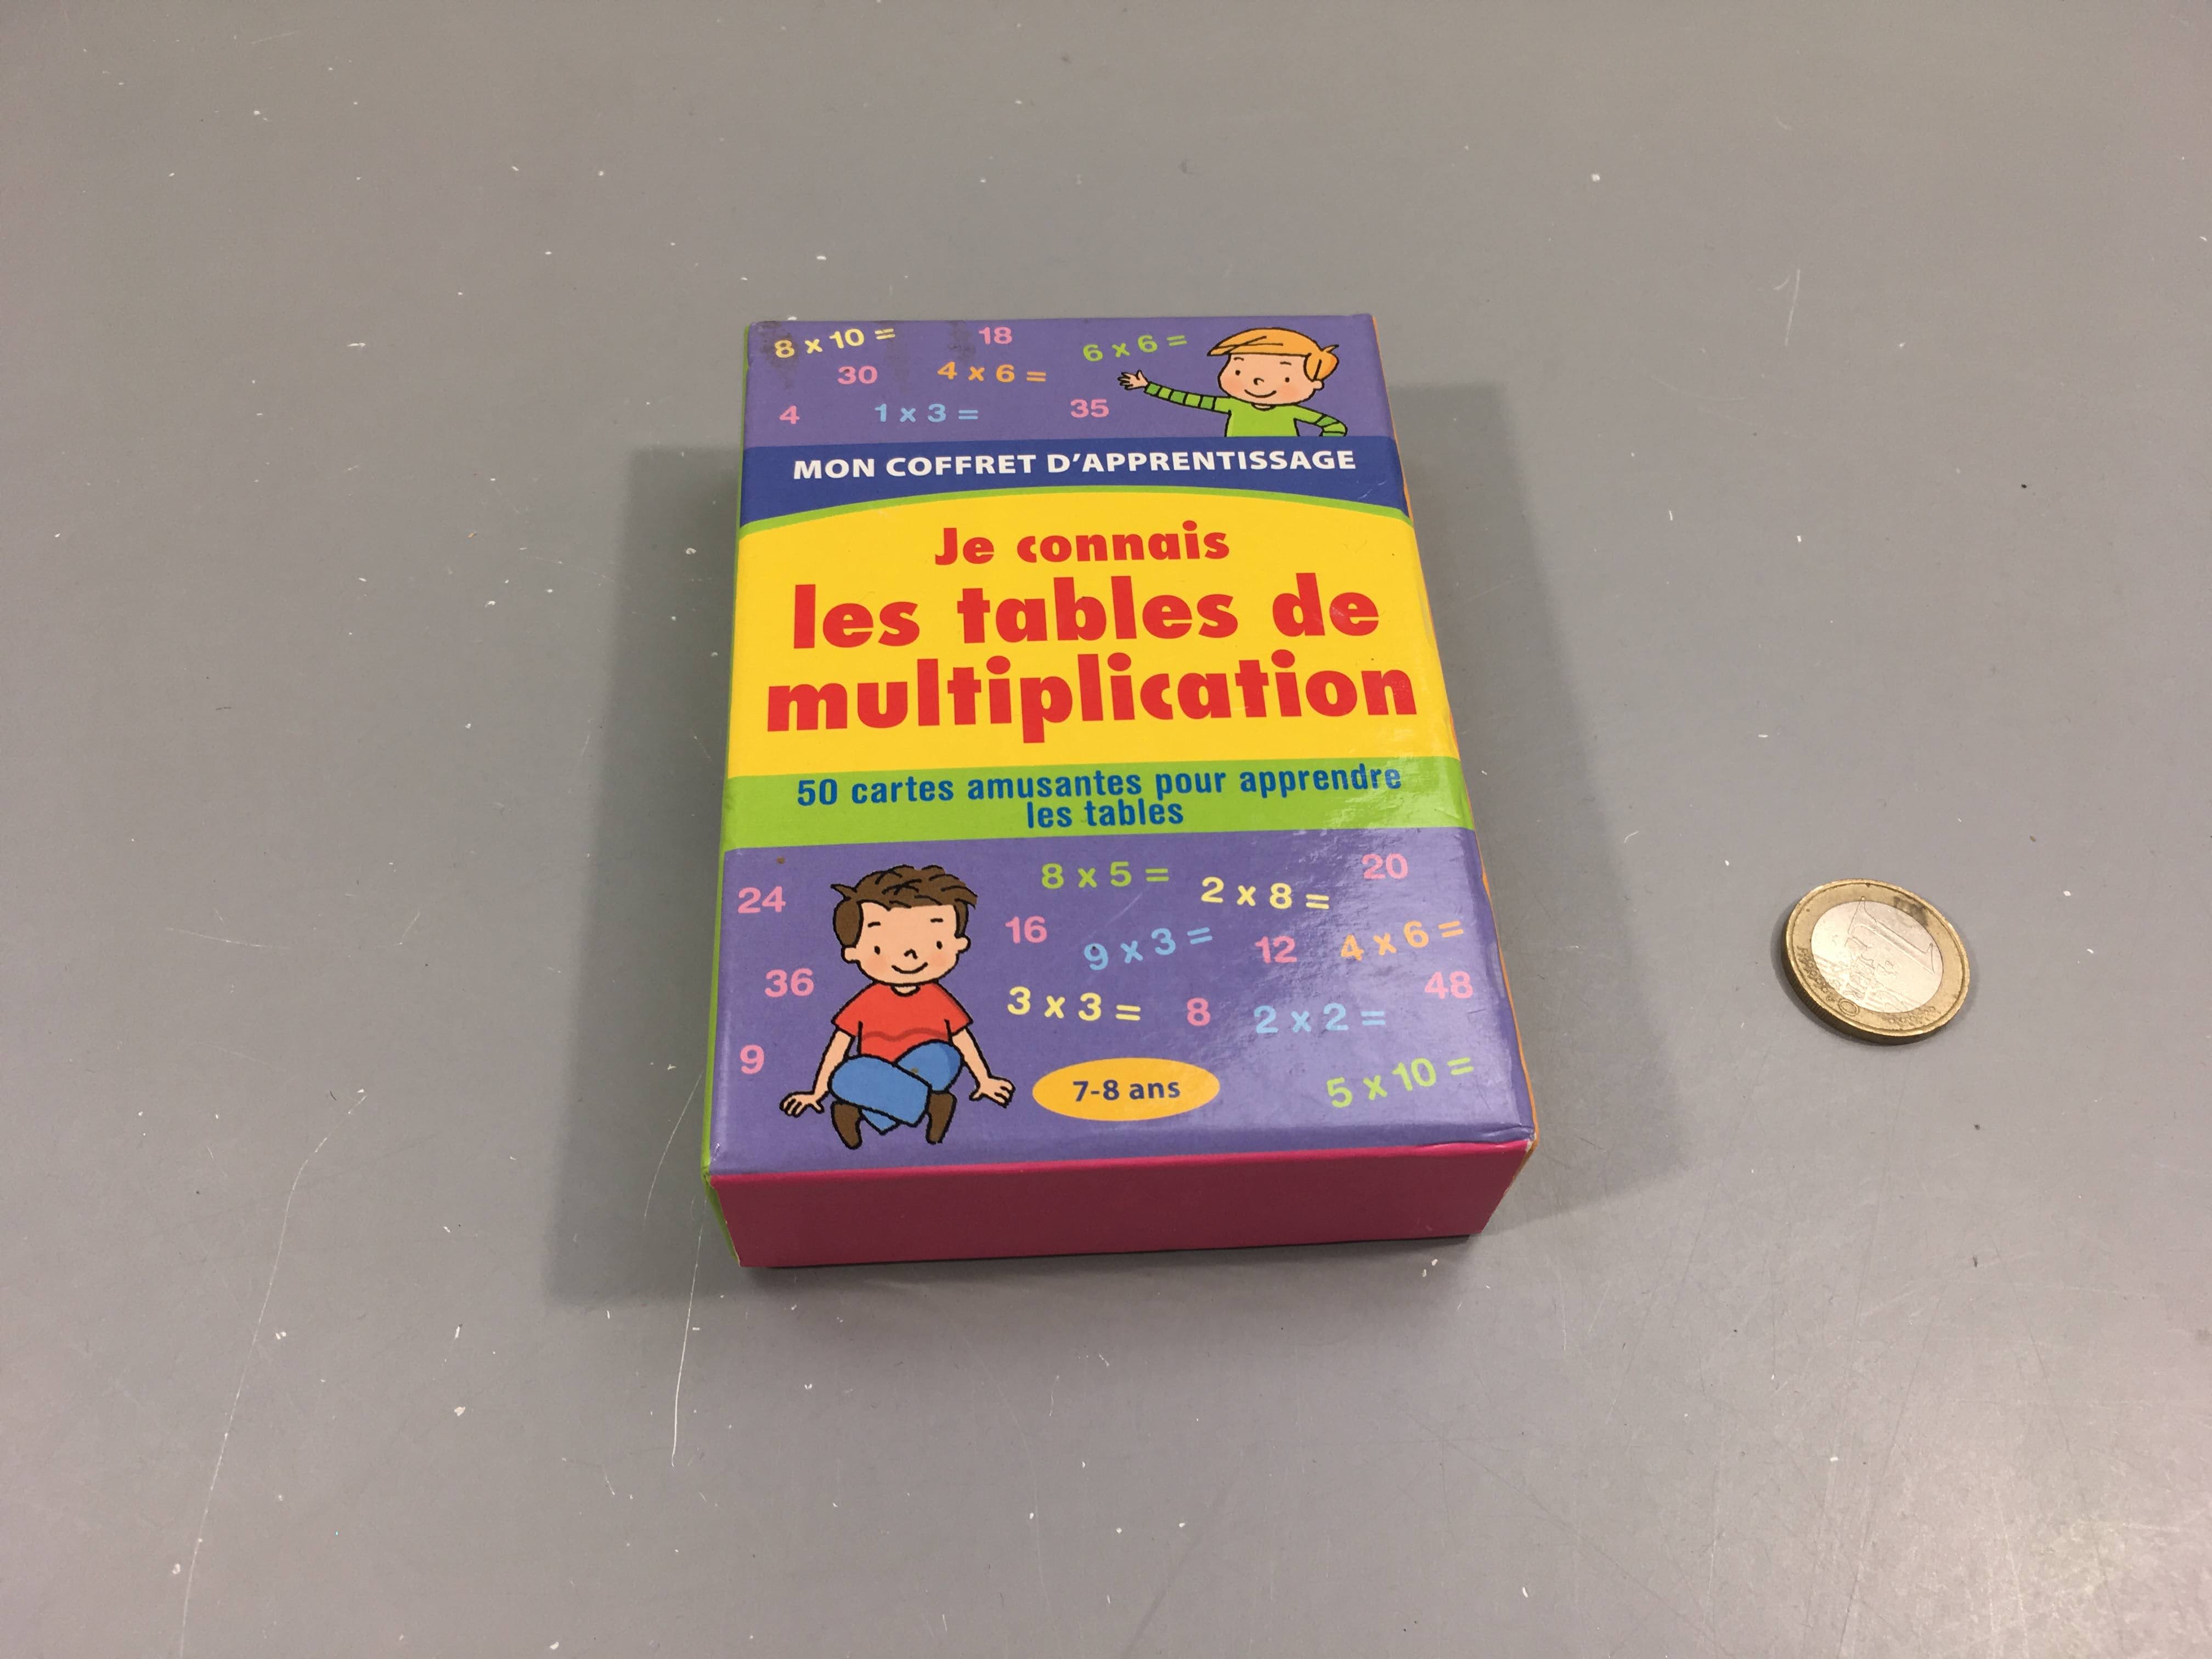 8 x 10 = 18 6 x 6 =
30 4 x 6 =
4 1 x 3 = 35
MON COFFRET D'APPRENTISSAGE
Je connais
les tables de
multiplication
50 cartes amusantes pour apprendre
les tables
8 x 5 = 20
24 2 x 8 =
16 9 x 3 = 12 4 x 6 =
36 48
3 x 3 = 8 2 x 2 =
9 7-8 ans 5 x 10 =
1